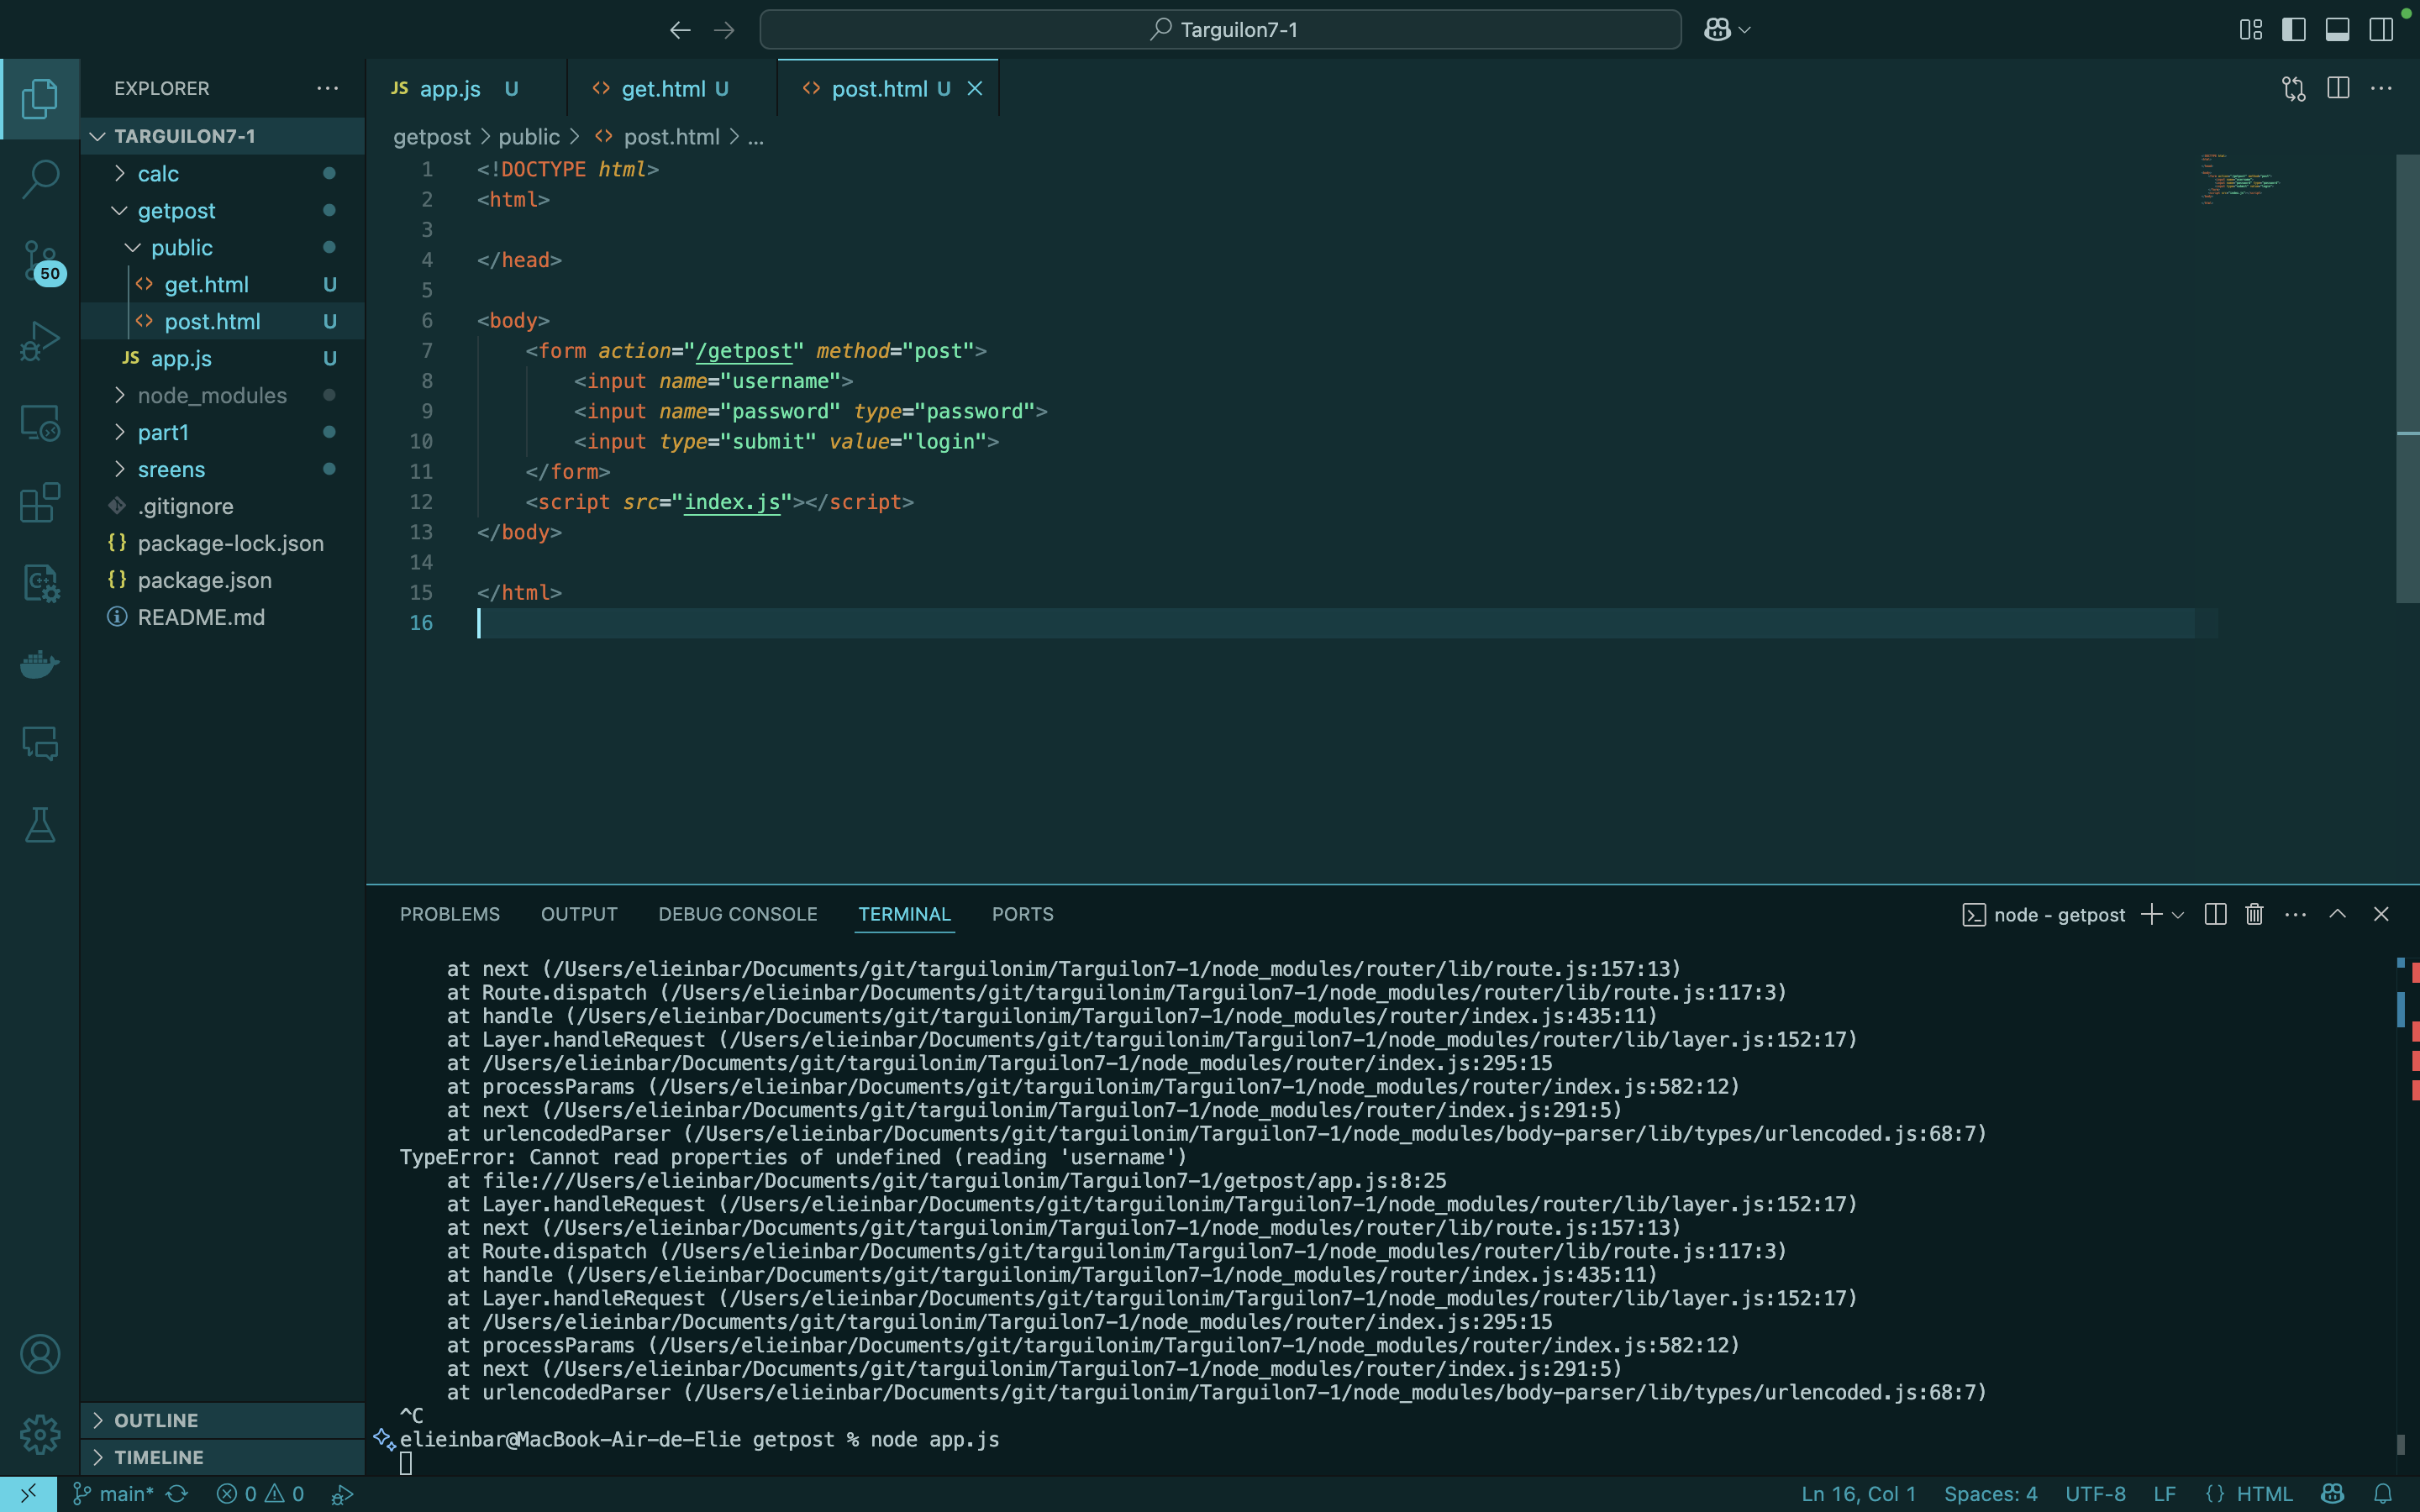 Targuilon7-1
EXPLORER
TARGUILON7-1
calc
getpost
public
get.html U
post.html U
JS app.js U
node_modules
part1
sreens
.gitignore
{} package-lock.json
{} package.json
README.md
OUTLINE
TIMELINE
50
JS app.js U
<> get.html U
<> post.html U
getpost > public > <> post.html > ...
1 <!DOCTYPE html>
2 <html>
3
4 </head>
5
6 <body>
7 <form action="/getpost" method="post">
8 <input name="username">
9 <input name="password" type="password">
10 <input type="submit" value="login">
11 </form>
12 <script src="index.js"></script>
13 </body>
14
15 </html>
16
PROBLEMS OUTPUT DEBUG CONSOLE TERMINAL PORTS
node - getpost
at next (/Users/elieinbar/Documents/git/targuilonim/Targuilon7-1/node_modules/router/lib/route.js:157:13)
at Route.dispatch (/Users/elieinbar/Documents/git/targuilonim/Targuilon7-1/node_modules/router/lib/route.js:117:3)
at handle (/Users/elieinbar/Documents/git/targuilonim/Targuilon7-1/node_modules/router/index.js:435:11)
at Layer.handleRequest (/Users/elieinbar/Documents/git/targuilonim/Targuilon7-1/node_modules/router/lib/layer.js:152:17)
at /Users/elieinbar/Documents/git/targuilonim/Targuilon7-1/node_modules/router/index.js:295:15
at processParams (/Users/elieinbar/Documents/git/targuilonim/Targuilon7-1/node_modules/router/index.js:582:12)
at next (/Users/elieinbar/Documents/git/targuilonim/Targuilon7-1/node_modules/router/index.js:291:5)
at urlencodedParser (/Users/elieinbar/Documents/git/targuilonim/Targuilon7-1/node_modules/body-parser/lib/types/urlencoded.js:68:7)
TypeError: Cannot read properties of undefined (reading 'username')
at file:///Users/elieinbar/Documents/git/targuilonim/Targuilon7-1/getpost/app.js:8:25
at Layer.handleRequest (/Users/elieinbar/Documents/git/targuilonim/Targuilon7-1/node_modules/router/lib/layer.js:152:17)
at next (/Users/elieinbar/Documents/git/targuilonim/Targuilon7-1/node_modules/router/lib/route.js:157:13)
at Route.dispatch (/Users/elieinbar/Documents/git/targuilonim/Targuilon7-1/node_modules/router/lib/route.js:117:3)
at handle (/Users/elieinbar/Documents/git/targuilonim/Targuilon7-1/node_modules/router/index.js:435:11)
at Layer.handleRequest (/Users/elieinbar/Documents/git/targuilonim/Targuilon7-1/node_modules/router/lib/layer.js:152:17)
at /Users/elieinbar/Documents/git/targuilonim/Targuilon7-1/node_modules/router/index.js:295:15
at processParams (/Users/elieinbar/Documents/git/targuilonim/Targuilon7-1/node_modules/router/index.js:582:12)
at next (/Users/elieinbar/Documents/git/targuilonim/Targuilon7-1/node_modules/router/index.js:291:5)
at urlencodedParser (/Users/elieinbar/Documents/git/targuilonim/Targuilon7-1/node_modules/body-parser/lib/types/urlencoded.js:68:7)
^C
elieinbar@MacBook-Air-de-Elie getpost % node app.js
main* 0 0
Ln 16, Col 1 Spaces: 4 UTF-8 LF {} HTML